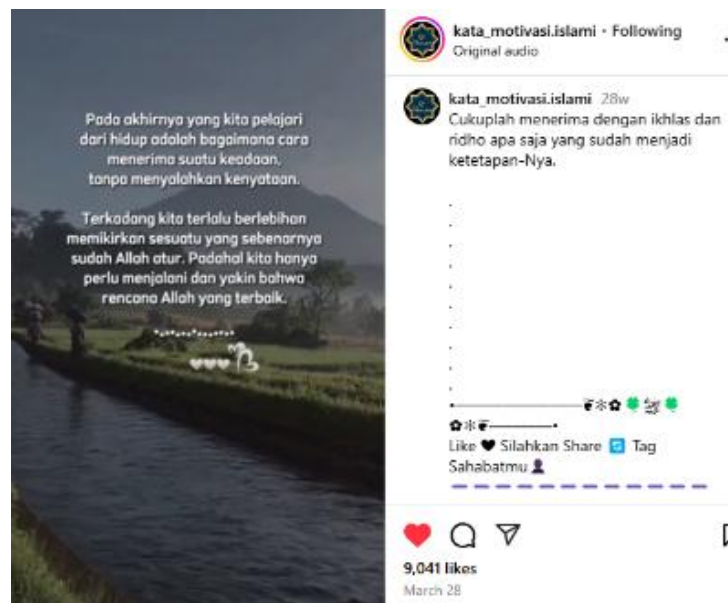 Pada akhirnya yang kita pelajari
dari hidup adalah bagaimana cara
menerima suatu keadaan,
tanpa menyalahkan kenyataan.
Terkadang kita terlalu berlebihan
memikirkan sesuatu yang sebenarnya
sudah Allah atur. Padahal kita hanya
perlu menjalani dan yakin bahwa
rencana Allah yang terbaik.
kata_motivasi.islami • Following
Original audio
kata_motivasi.islami 28w
Cukuplah menerima dengan ikhlas dan
ridho apa saja yang sudah menjadi
ketetapan-Nya.
.
.
.
.
.
.
.
.
.
.
Like 🖤 Silahkan Share 🔁 Tag
Sahabatmu 👤
9,041 likes
March 28